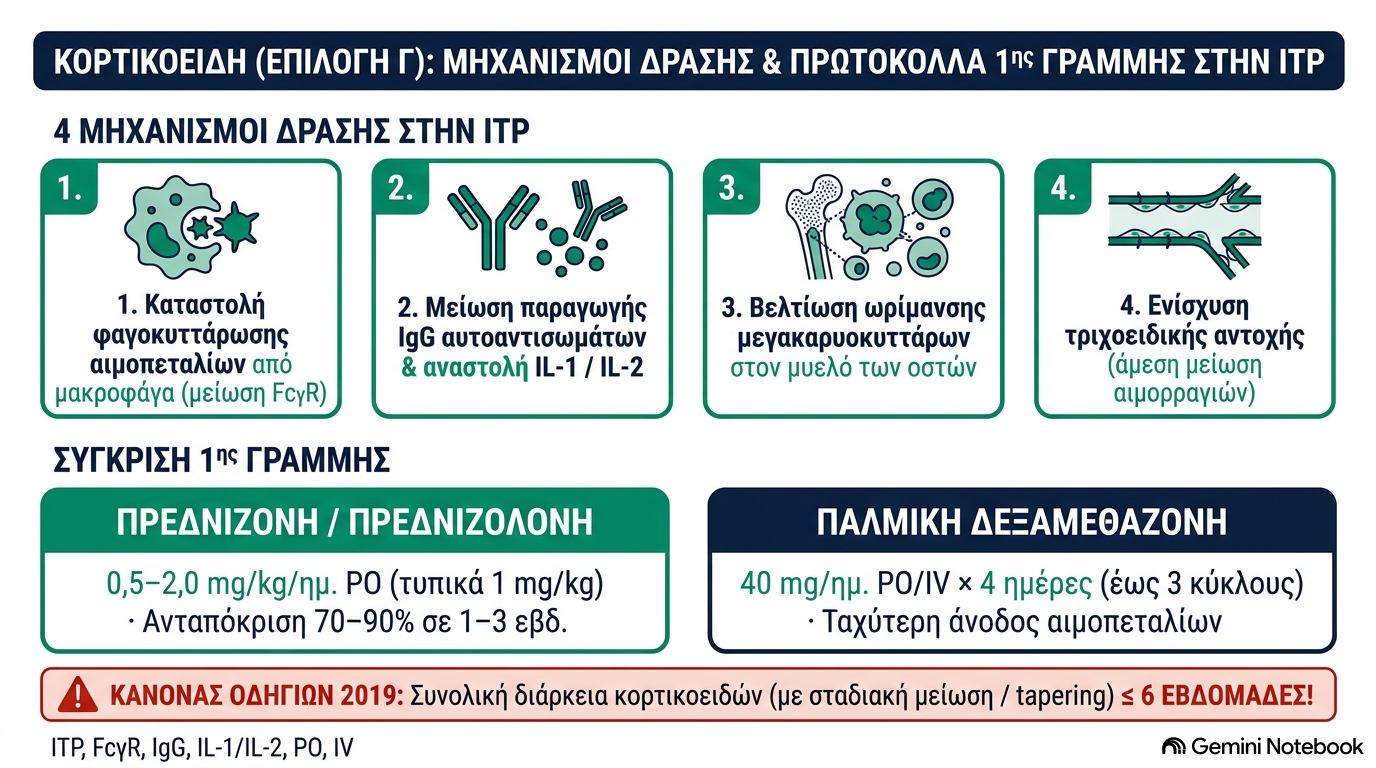 ΚΟΡΤΙΚΟΕΙΔΗ (ΕΠΙΛΟΓΗ Γ): ΜΗΧΑΝΙΣΜΟΙ ΔΡΑΣΗΣ & ΠΡΩΤΟΚΟΛΛΑ 1ης ΓΡΑΜΜΗΣ ΣΤΗΝ ITP
4 ΜΗΧΑΝΙΣΜΟΙ ΔΡΑΣΗΣ ΣΤΗΝ ITP
1.
1. Καταστολή
φαγοκυττάρωσης
αιμοπεταλίων από
μακροφάγα (μείωση FcγR)
2.
2. Μείωση παραγωγής
IgG αυτοαντισωμάτων
& αναστολή IL-1 / IL-2
3.
3. Βελτίωση ωρίμανσης
μεγακαρυοκυττάρων
στον μυελό των οστών
4.
4. Ενίσχυση
τριχοειδικής αντοχής
(άμεση μείωση
αιμορραγιών)
ΣΥΓΚΡΙΣΗ 1ης ΓΡΑΜΜΗΣ
ΠΡΕΔΝΙΖΟΝΗ / ΠΡΕΔΝΙΖΟΛΟΝΗ
0,5–2,0 mg/kg/ημ. PO (τυπικά 1 mg/kg)
· Ανταπόκριση 70–90% σε 1–3 εβδ.
ΠΑΛΜΙΚΗ ΔΕΞΑΜΕΘΑΖΟΝΗ
40 mg/ημ. PO/IV × 4 ημέρες (έως 3 κύκλους)
· Ταχύτερη άνοδος αιμοπεταλίων
ΚΑΝΟΝΑΣ ΟΔΗΓΙΩΝ 2019: Συνολική διάρκεια κορτικοειδών (με σταδιακή μείωση / tapering) ≤ 6 ΕΒΔΟΜΑΔΕΣ!
ITP, FcγR, IgG, IL-1/IL-2, PO, IV
Gemini Notebook